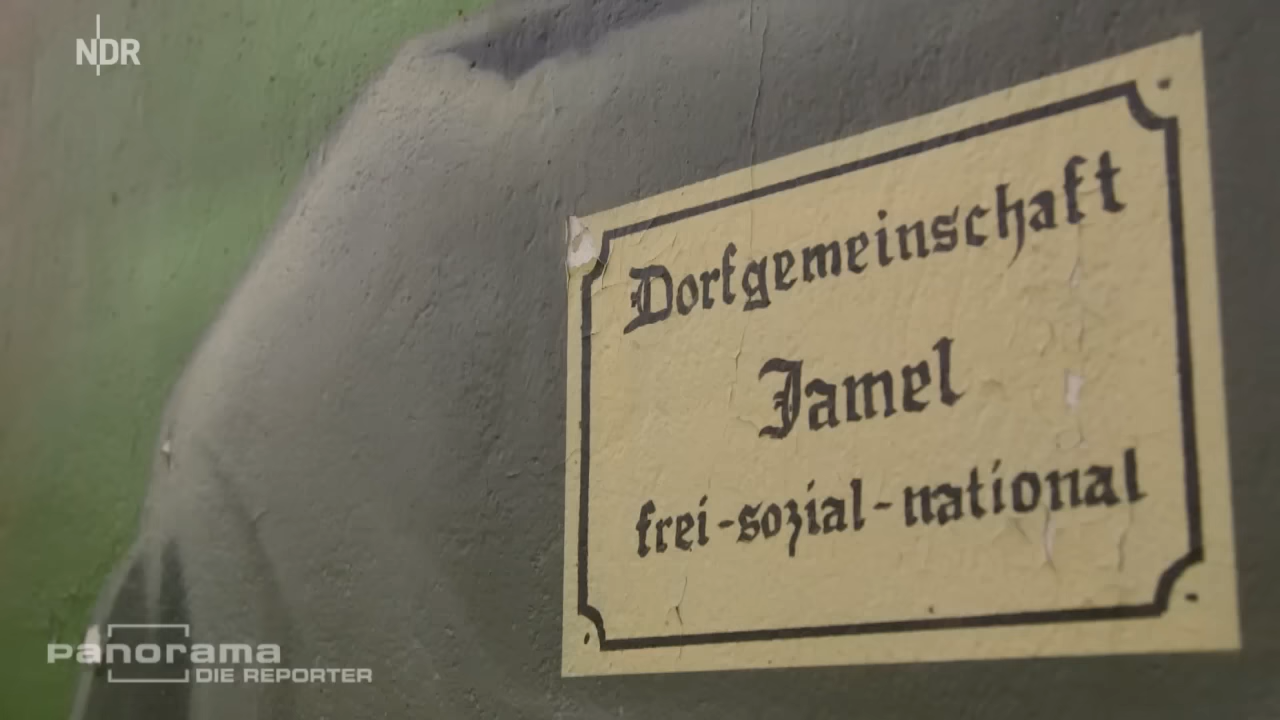 NDR
Dorfgemeinschaft
Jamel
frei-sozial-national
panorama
DIE REPORTER